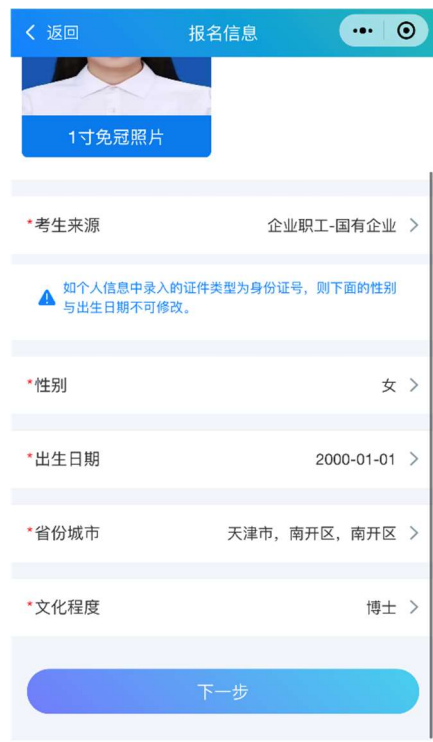 返回
报名信息
1寸免冠照片
*考生来源
企业职工-国有企业
如个人信息中录入的证件类型为身份证号，则下面的性别
与出生日期不可修改。
*性别
女
*出生日期
2000-01-01
*省份城市
天津市，南开区，南开区
*文化程度
博士
下一步